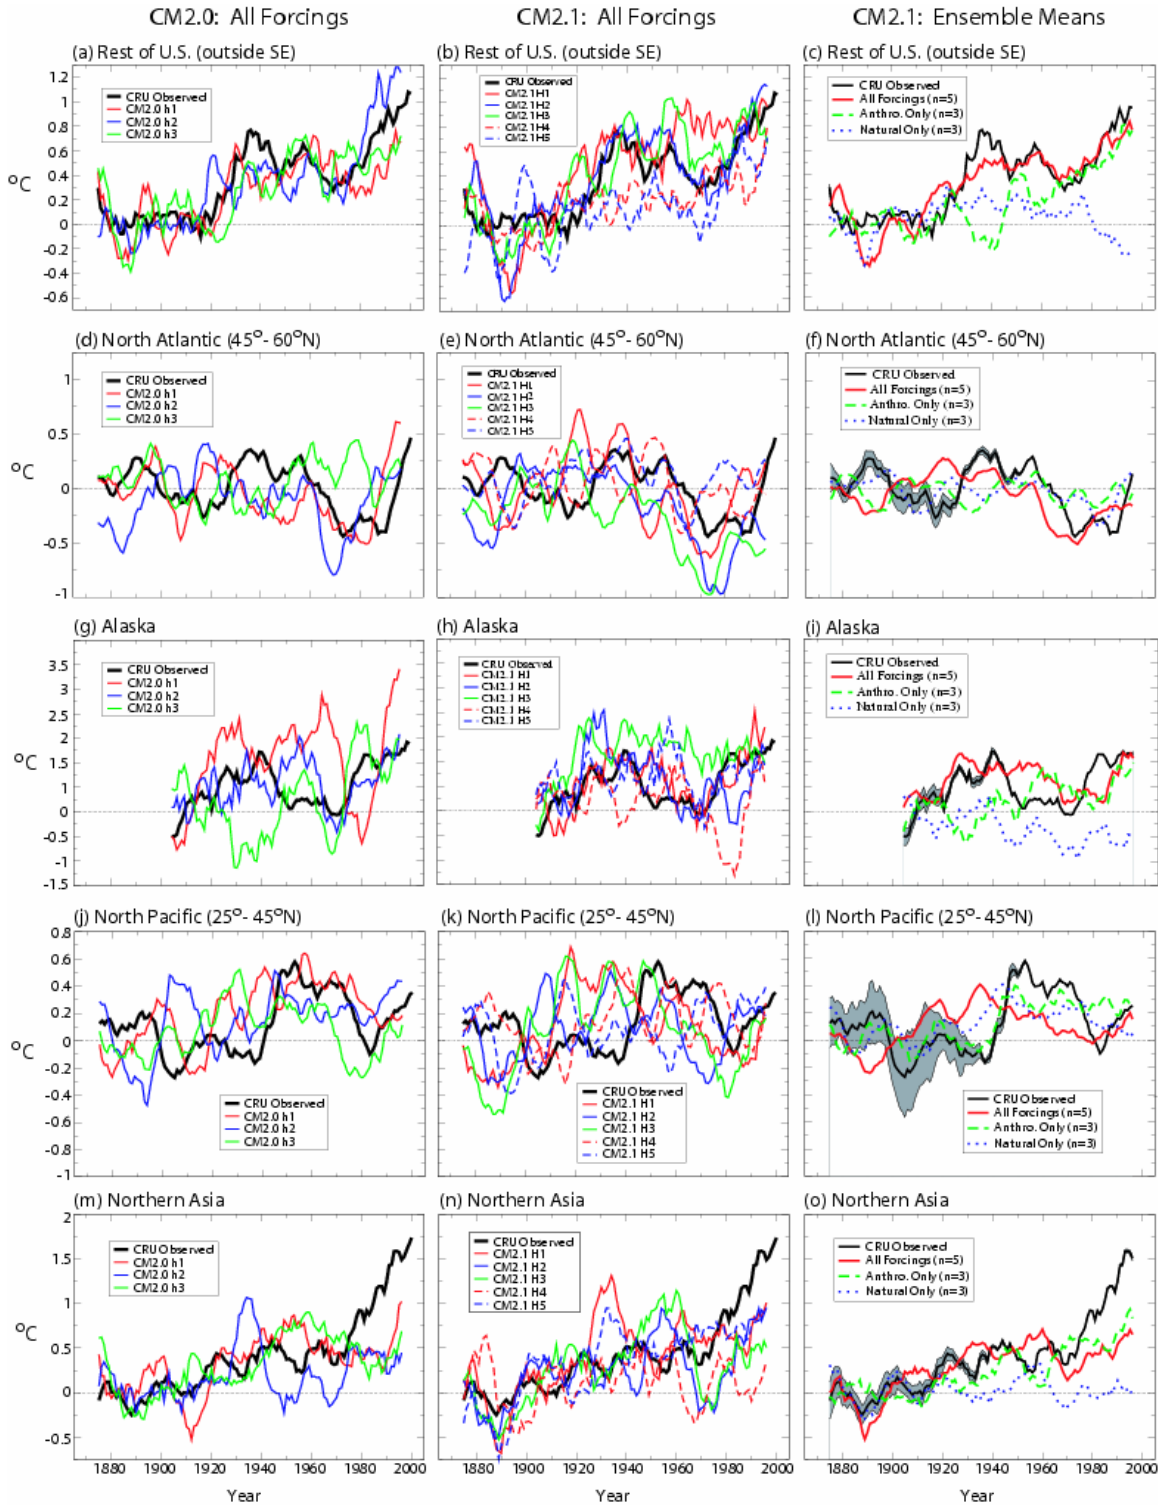 CM2.0: All Forcings
CM2.1: All Forcings
CM2.1: Ensemble Means
(a) Rest of U.S. (outside SE)
(b) Rest of U.S. (outside SE)
(c) Rest of U.S. (outside SE)
CRU Observed
CM2.0 h1
CM2.0 h2
CM2.0 h3
CRU Observed
CM2.1H1
CM2.1H2
CM2.1H3
CM2.1H4
CM2.1H5
CRU Observed
All Forcings (n=5)
Anthro. Only (n=3)
Natural Only (n=3)
1.2
1
0.8
0.6
0.4
0.2
0
-0.2
-0.4
-0.6
°C
(d) North Atlantic (45°- 60°N)
(e) North Atlantic (45°- 60°N)
(f) North Atlantic (45°- 60°N)
CRU Observed
CM2.0 h1
CM2.0 h2
CM2.0 h3
CRU Observed
CM2.1 H1
CM2.1 H2
CM2.1 H3
CM2.1 H4
CM2.1 H5
CRU Observed
All Forcings (n=5)
Anthro. Only (n=3)
Natural Only (n=3)
1
0.5
0
-0.5
-1
°C
(g) Alaska
(h) Alaska
(i) Alaska
CRU Observed
CM2.0 h1
CM2.0 h2
CM2.0 h3
CRU Observed
CM2.1 H1
CM2.1 H2
CM2.1 H3
CM2.1 H4
CM2.1 H5
CRU Observed
All Forcings (n=5)
Anthro. Only (n=3)
Natural Only (n=3)
3.5
3
2.5
2
1.5
1
0.5
0
-0.5
-1
-1.5
°C
(j) North Pacific (25°- 45°N)
(k) North Pacific (25°- 45°N)
(l) North Pacific (25°- 45°N)
0.8
0.6
0.4
0.2
0
-0.2
-0.4
-0.6
-0.8
-1
°C
CRU Observed
CM2.0 h1
CM2.0 h2
CM2.0 h3
CRU Observed
CM2.1 H1
CM2.1 H2
CM2.1 H3
CM2.1 H4
CM2.1 H5
CRU Observed
All Forcings (n=5)
Anthro. Only (n=3)
Natural Only (n=3)
(m) Northern Asia
(n) Northern Asia
(o) Northern Asia
CRU Observed
CM2.0 h1
CM2.0 h2
CM2.0 h3
CRU Observed
CM2.1 H1
CM2.1 H2
CM2.1 H3
CM2.1 H4
CM2.1 H5
CRU Observed
All Forcings (n=5)
Anthro. Only (n=3)
Natural Only (n=3)
2
1.5
1
0.5
0
-0.5
°C
1880 1900 1920 1940 1960 1980 2000
1880 1900 1920 1940 1960 1980 2000
1880 1900 1920 1940 1960 1980 2000
Year
Year
Year